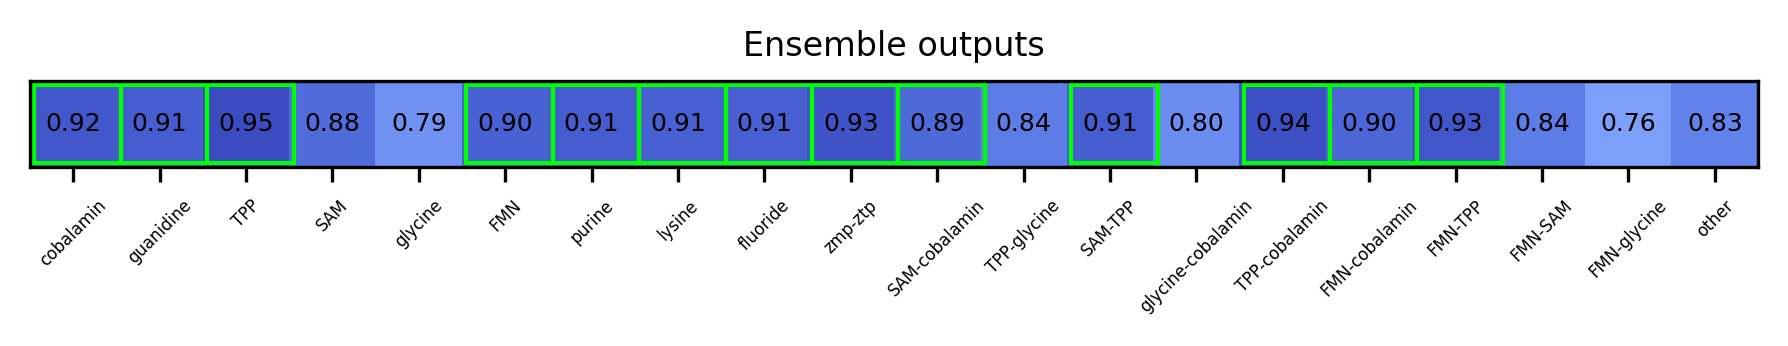 Ensemble outputs
0.92 0.91 0.95 0.88 0.79 0.90 0.91 0.91 0.91 0.93 0.89 0.84 0.91 0.80 0.94 0.90 0.93 0.84 0.76 0.83
cobalamin guanidine TPP SAM glycine FMN purine lysine fluoride zmp-ztp SAM-cobalamin TPP-glycine SAM-TPP glycine-cobalamin TPP-cobalamin FMN-cobalamin FMN-TPP FMN-SAM FMN-glycine other